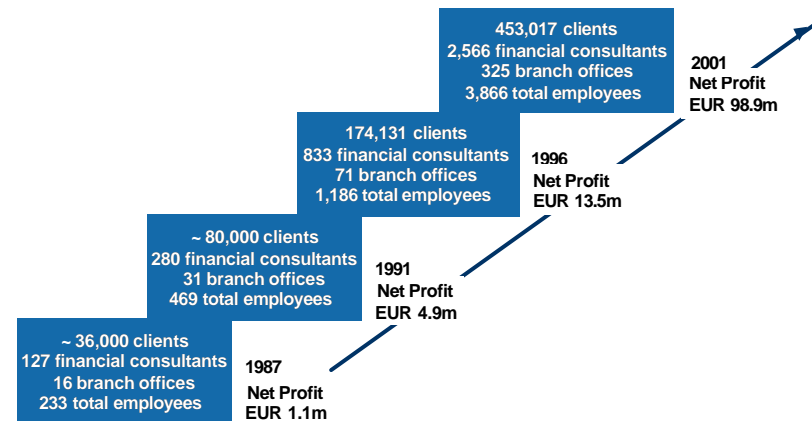 453,017 clients
2,566 financial consultants
325 branch offices
3,866 total employees
2001
Net Profit
EUR 98.9m
174,131 clients
833 financial consultants
71 branch offices
1,186 total employees
1996
Net Profit
EUR 13.5m
~ 80,000 clients
280 financial consultants
31 branch offices
469 total employees
1991
Net Profit
EUR 4.9m
~ 36,000 clients
127 financial consultants
16 branch offices
233 total employees
1987
Net Profit
EUR 1.1m